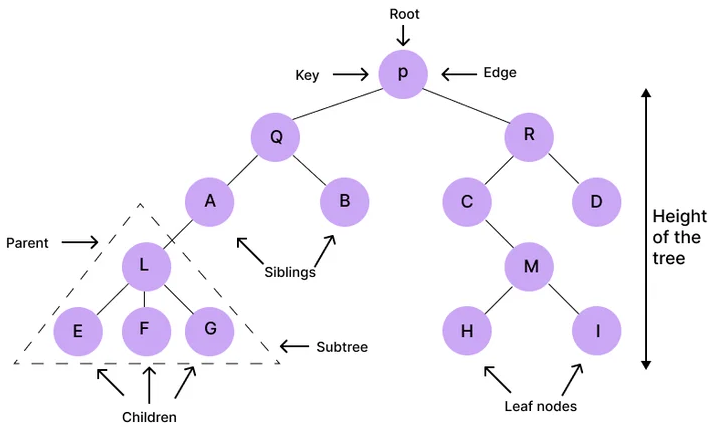 Root
Key
p
Edge
Q
R
A
B
C
D
Height
of the
tree
Parent
L
Siblings
M
E
F
G
H
I
Subtree
Children
Leaf nodes